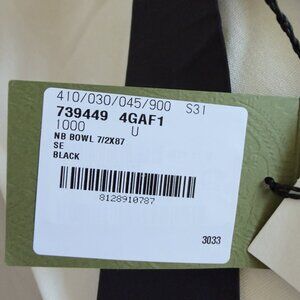 410/030/045/900 S31
739449 4GAF1
1000 U
NB BOWL 7/2X87
SE
BLACK
8128910787
3033